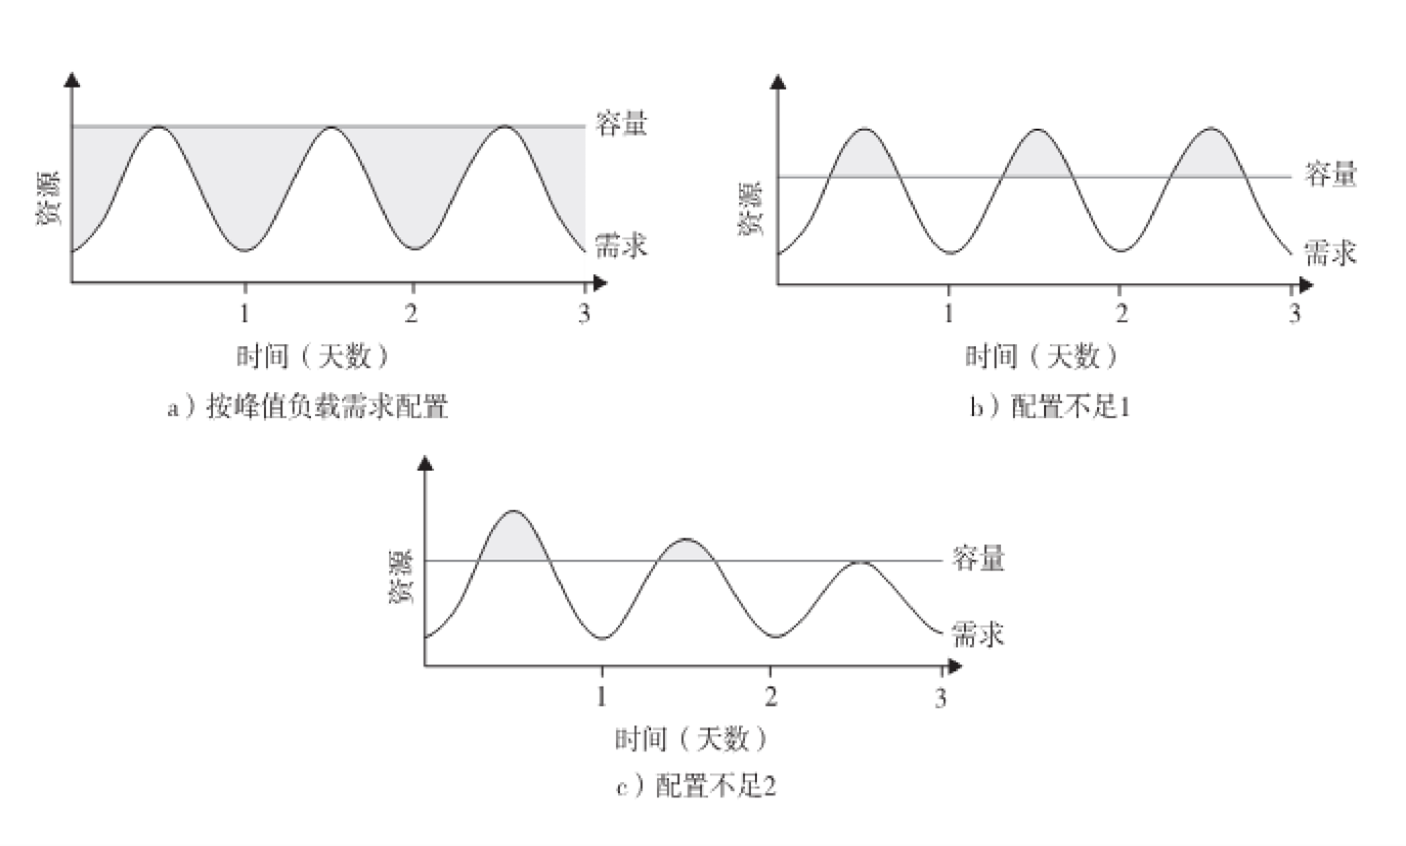 容量
资源
需求
1 2 3
时间（天数）
a）按峰值负载需求配置
容量
资源
需求
1 2 3
时间（天数）
b）配置不足1
容量
资源
需求
1 2 3
时间（天数）
c）配置不足2